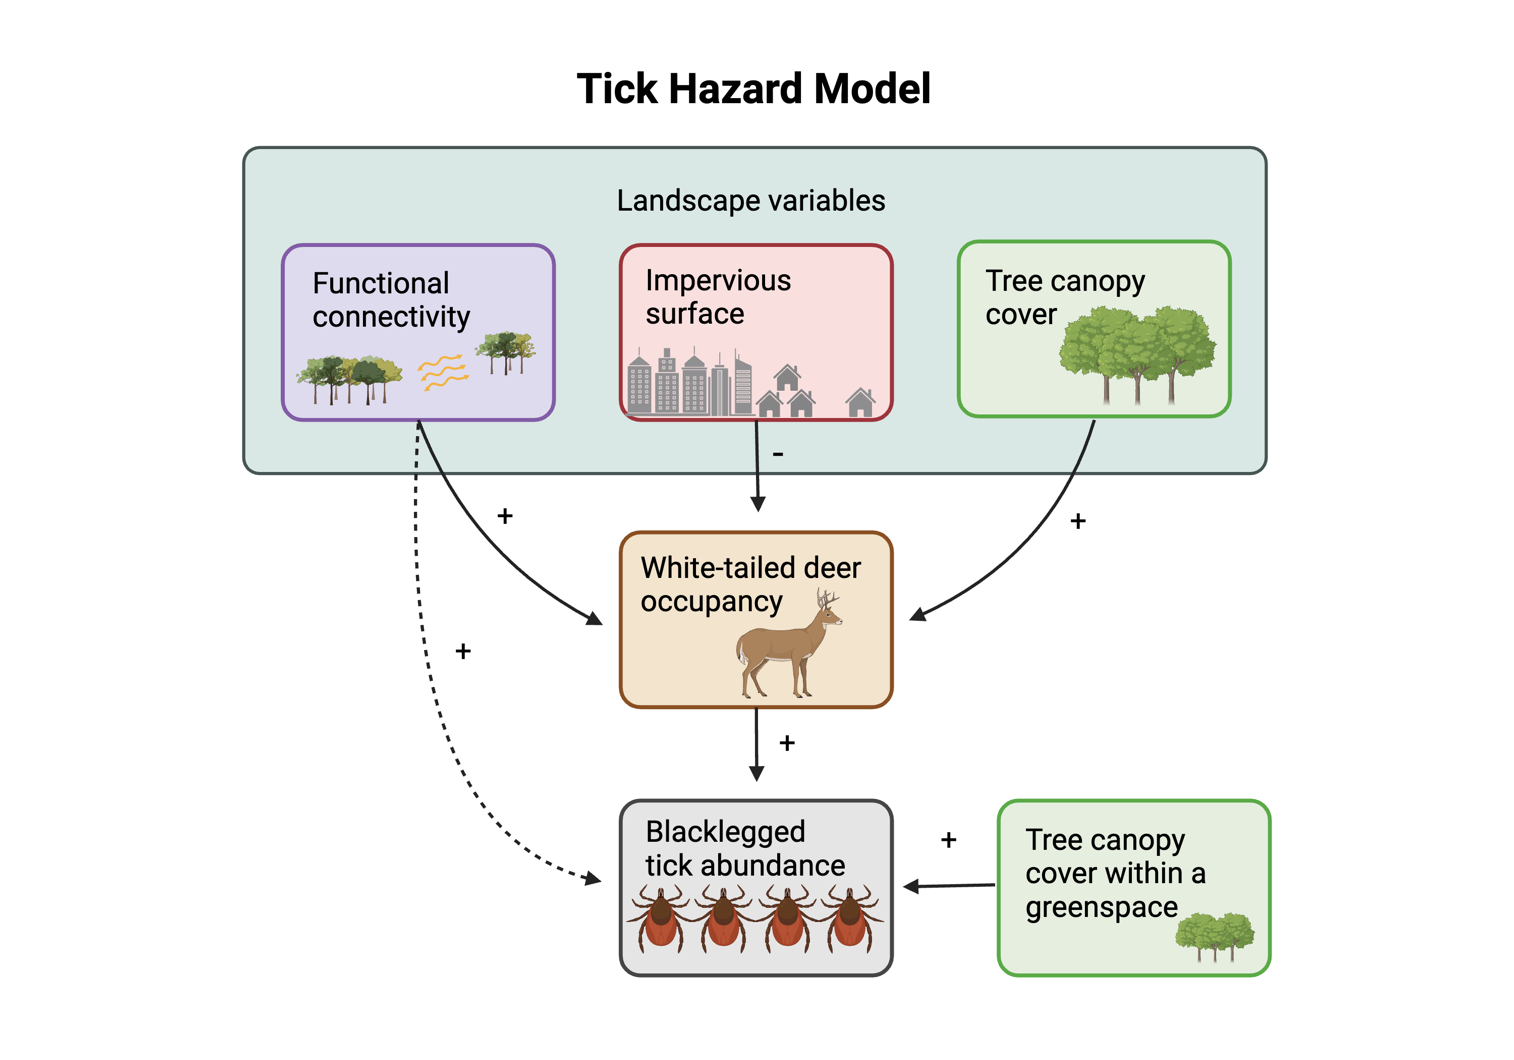 Tick Hazard Model
Landscape variables
Functional
connectivity
Impervious
surface
Tree canopy
cover
-
+
+
White-tailed deer
occupancy
+
+
Blacklegged
tick abundance
+
Tree canopy
cover within a
greenspace